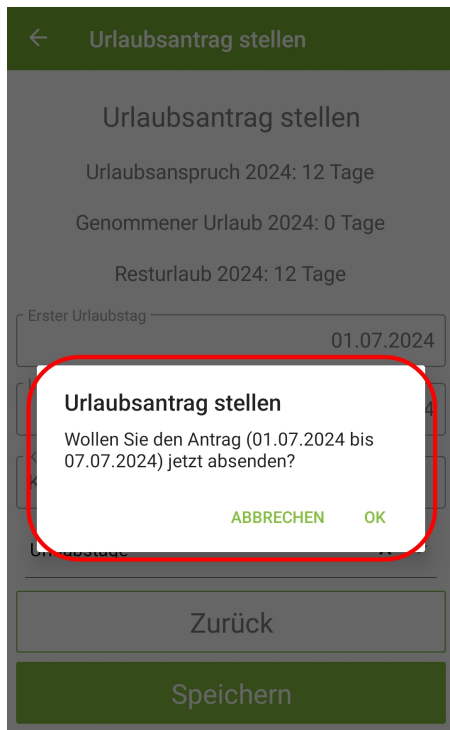 Urlaubsantrag stellen
Urlaubsantrag stellen
Urlaubsanspruch 2024: 12 Tage
Genommener Urlaub 2024: 0 Tage
Resturlaub 2024: 12 Tage
Erster Urlaubstag
01.07.2024
Urlaubsantrag stellen
Wollen Sie den Antrag (01.07.2024 bis
07.07.2024) jetzt absenden?
ABBRECHEN OK
Urlaubstage
Zurück
Speichern